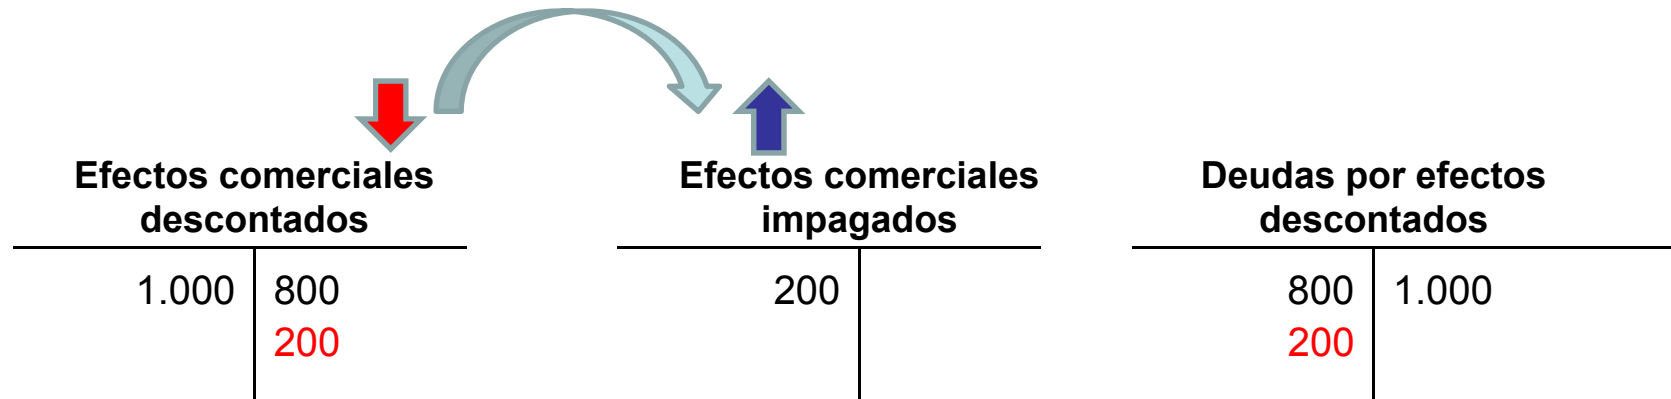 Efectos comerciales
descontados
1.000 800
200
Efectos comerciales
impagados
200
Deudas por efectos
descontados
800 1.000
200